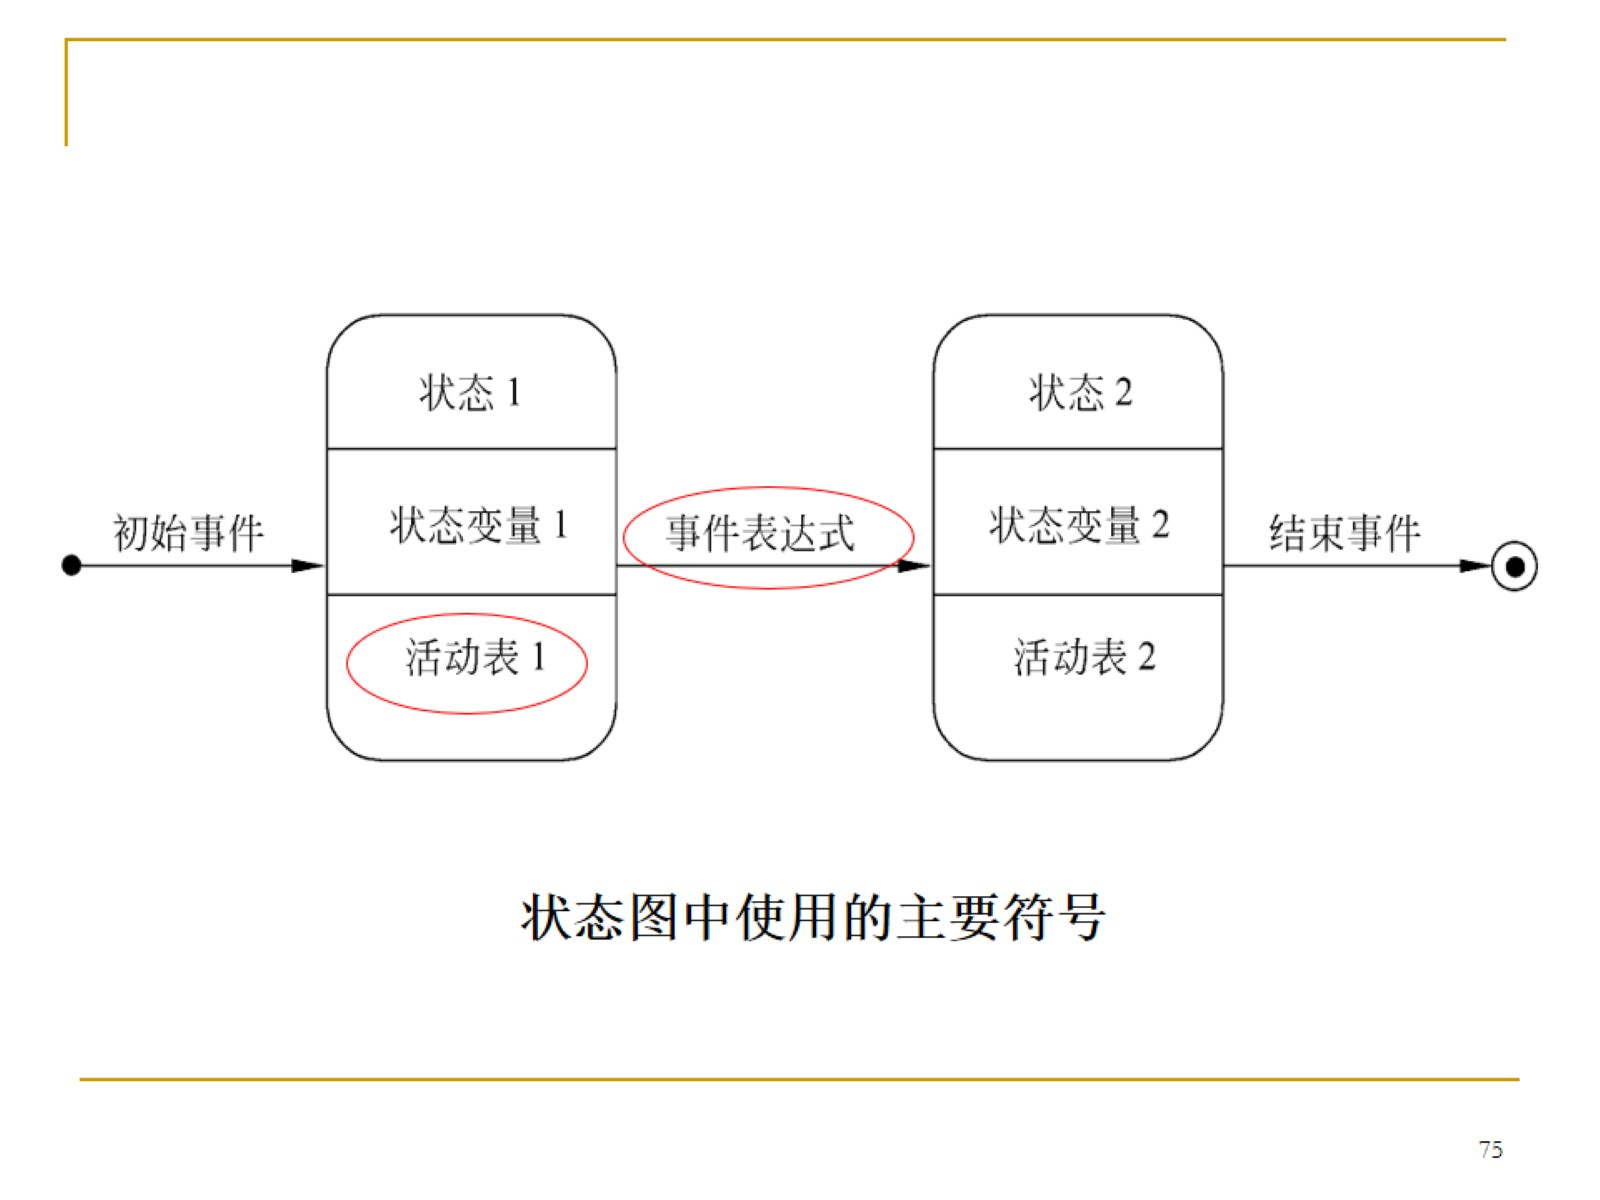 状态 1
状态 2
状态变量 1
状态变量 2
初始事件
事件表达式
结束事件
活动表 1
活动表 2
状态图中使用的主要符号
75